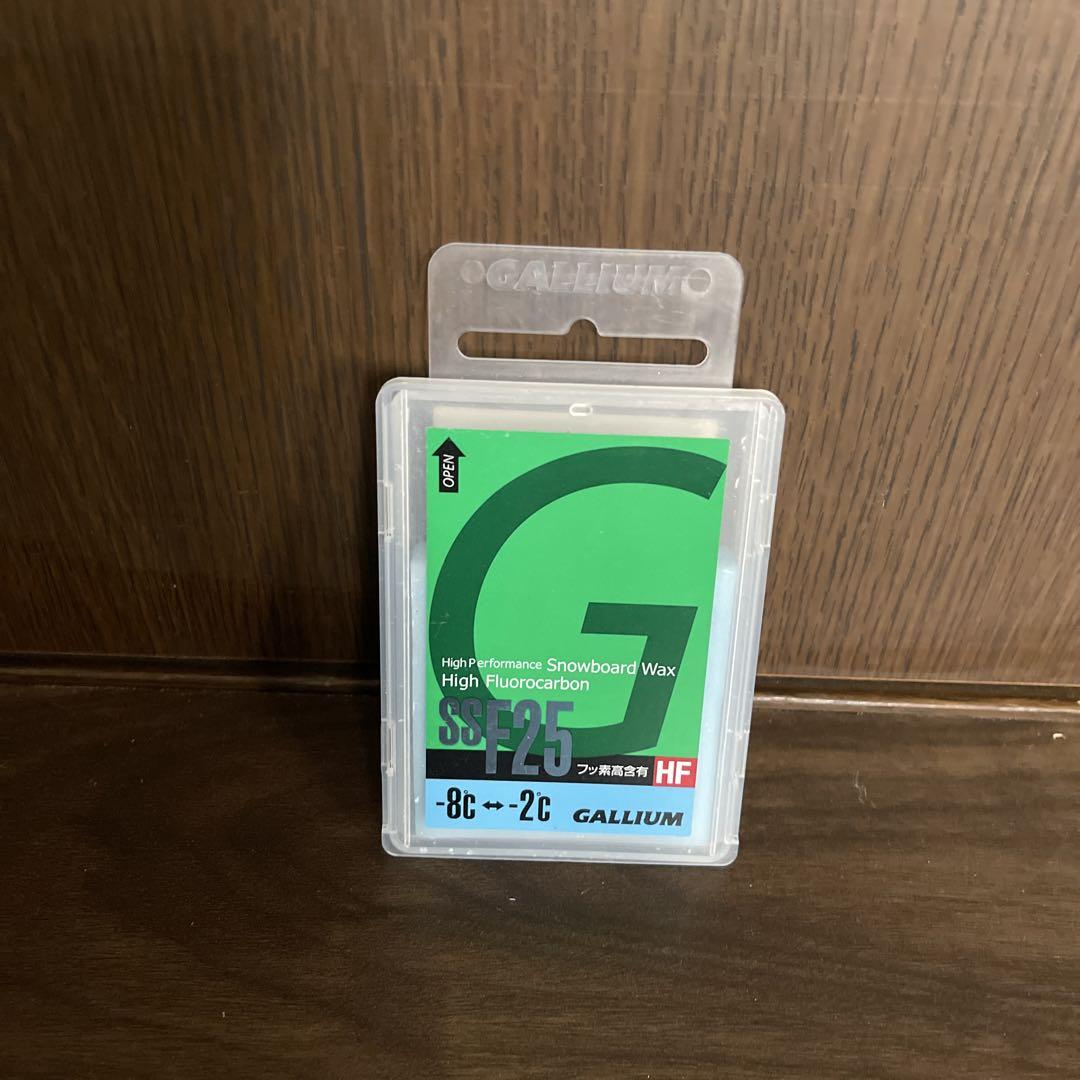 GALLIUM
OPEN
G
High Performance Snowboard Wax
High Fluorocarbon
SSF25
フッ素高含有 HF
-8℃ ↔ -2℃ GALLIUM